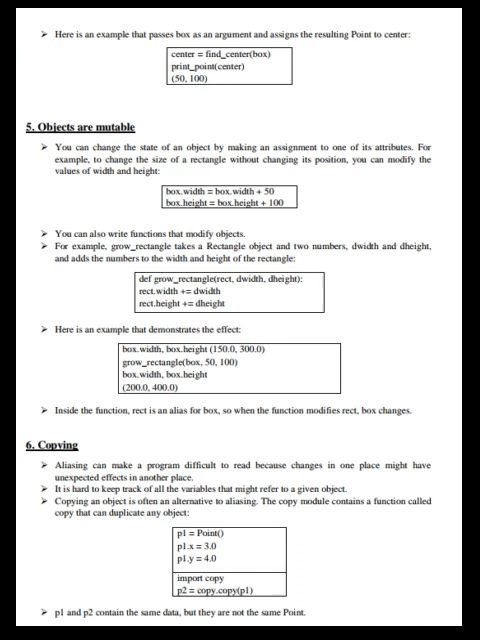 ➢ Here is an example that passes box as an argument and assigns the resulting Point to center:
center = find_center(box)
print_point(center)
(50, 100)
5. Objects are mutable
➢ You can change the state of an object by making an assignment to one of its attributes. For
example, to change the size of a rectangle without changing its position, you can modify the
values of width and height:
box.width = box.width + 50
box.height = box.height + 100
➢ You can also write functions that modify objects.
➢ For example, grow_rectangle takes a Rectangle object and two numbers, dwidth and dheight,
and adds the numbers to the width and height of the rectangle:
def grow_rectangle(rect, dwidth, dheight):
rect.width += dwidth
rect.height += dheight
➢ Here is an example that demonstrates the effect:
box.width, box.height (150.0, 300.0)
grow_rectangle(box, 50, 100)
box.width, box.height
(200.0, 400.0)
➢ Inside the function, rect is an alias for box, so when the function modifies rect, box changes.
6. Copying
➢ Aliasing can make a program difficult to read because changes in one place might have
unexpected effects in another place.
➢ It is hard to keep track of all the variables that might refer to a given object.
➢ Copying an object is often an alternative to aliasing. The copy module contains a function called
copy that can duplicate any object:
p1 = Point()
p1.x = 3.0
p1.y = 4.0
import copy
p2 = copy.copy(p1)
➢ p1 and p2 contain the same data, but they are not the same Point.